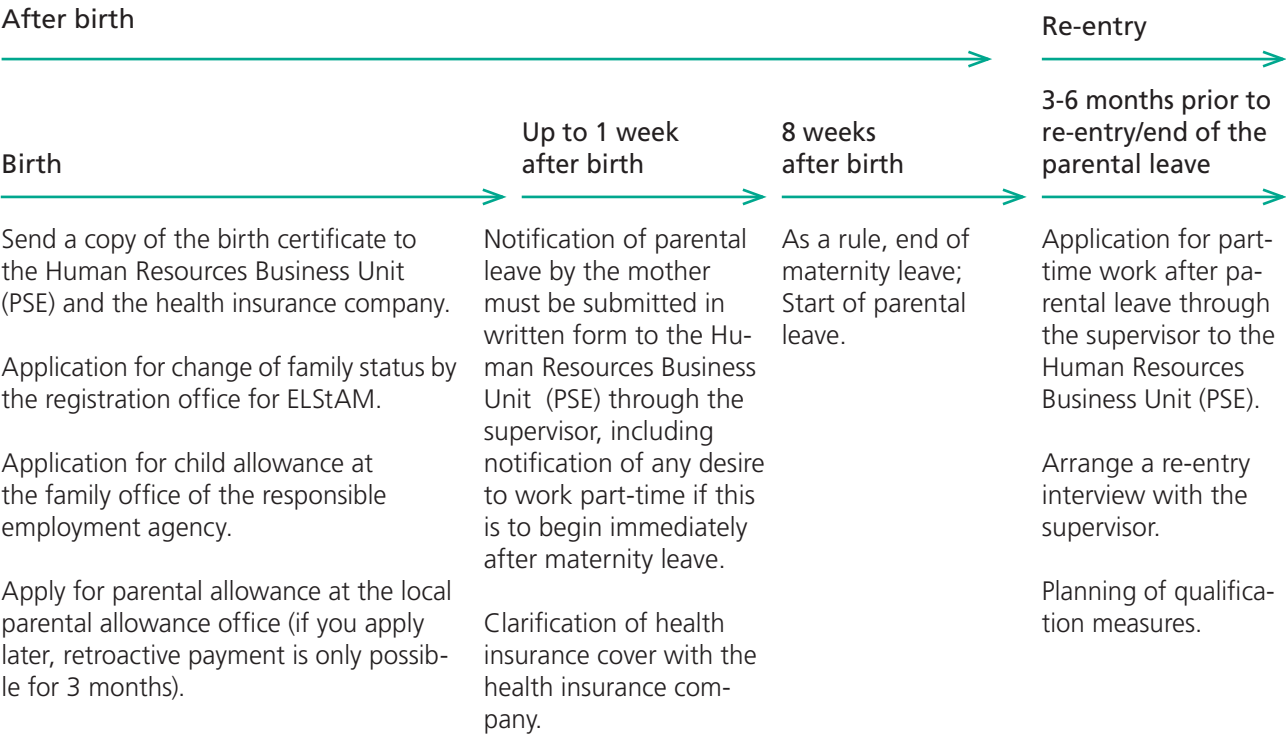 After birth
Re-entry
Birth
Up to 1 week
after birth
8 weeks
after birth
3-6 months prior to
re-entry/end of the
parental leave
Send a copy of the birth certificate to
the Human Resources Business Unit
(PSE) and the health insurance company.
Application for change of family status by
the registration office for ELStAM.
Application for child allowance at
the family office of the responsible
employment agency.
Apply for parental allowance at the local
parental allowance office (if you apply
later, retroactive payment is only possib-
le for 3 months).
Notification of parental
leave by the mother
must be submitted in
written form to the Hu-
man Resources Business
Unit  (PSE) through the
supervisor, including
notification of any desire
to work part-time if this
is to begin immediately
after maternity leave.
Clarification of health
insurance cover with the
health insurance com-
pany.
As a rule, end of
maternity leave;
Start of parental
leave.
Application for part-
time work after pa-
rental leave through
the supervisor to the
Human Resources
Business Unit (PSE).
Arrange a re-entry
interview with the
supervisor.
Planning of qualifica-
tion measures.